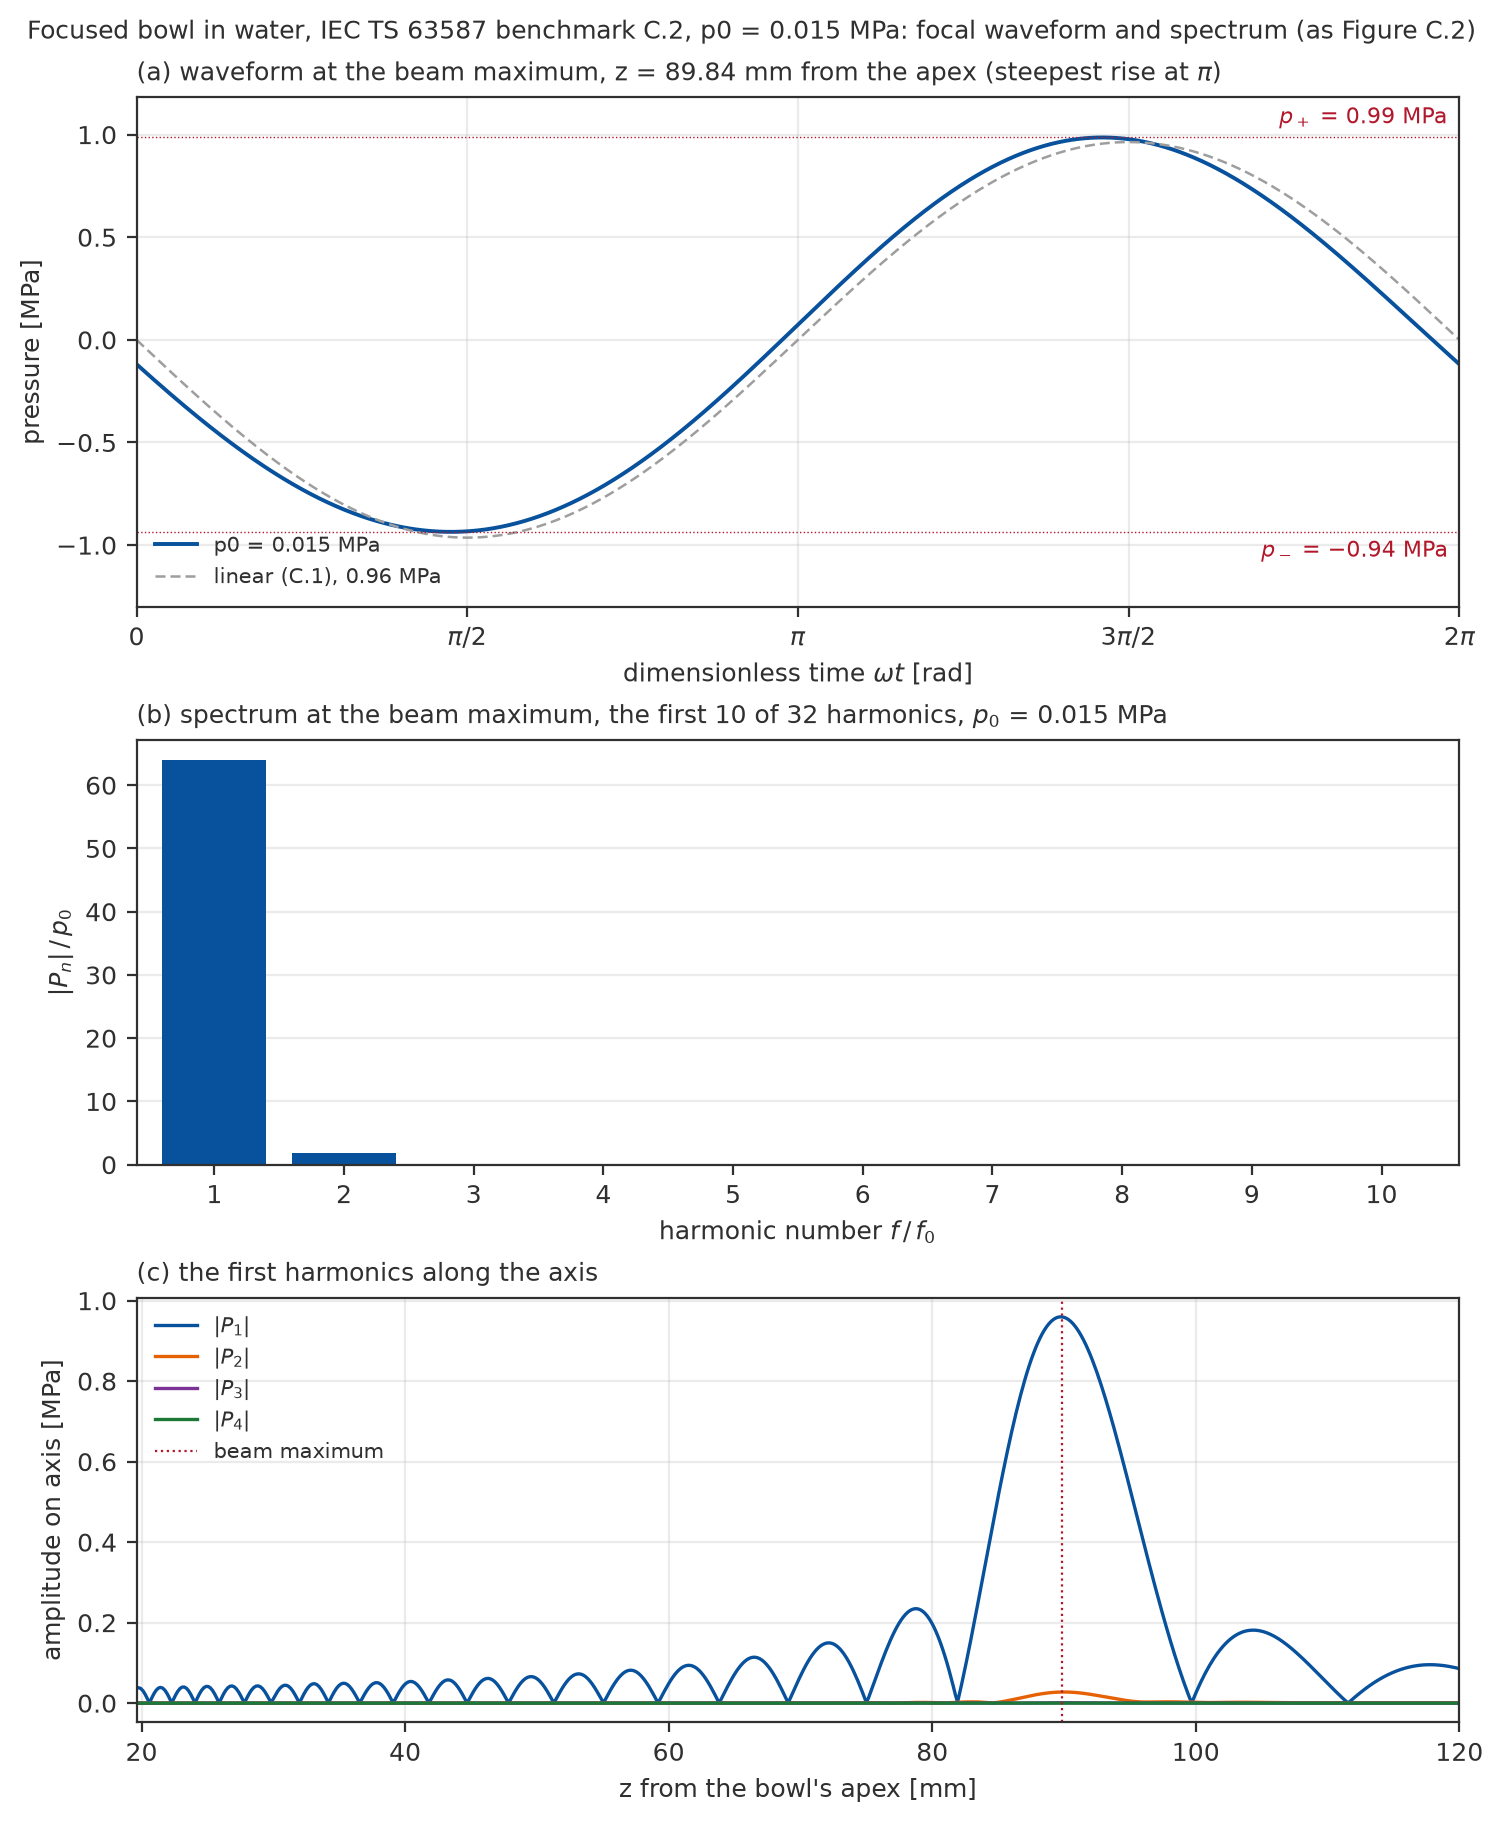 Focused bowl in water, IEC TS 63587 benchmark C.2, p0 = 0.015 MPa: focal waveform and spectrum (as Figure C.2)
(a) waveform at the beam maximum, z = 89.84 mm from the apex (steepest rise at π)
p₊ = 0.99 MPa
1.0
0.5
0.0
−0.5
−1.0
pressure [MPa]
p₋ = −0.94 MPa
p0 = 0.015 MPa
linear (C.1), 0.96 MPa
0 π/2 π 3π/2 2π
dimensionless time ωt [rad]
(b) spectrum at the beam maximum, the first 10 of 32 harmonics, p₀ = 0.015 MPa
60
50
40
30
20
10
0
|Pₙ| / p₀
1 2 3 4 5 6 7 8 9 10
harmonic number f / f₀
(c) the first harmonics along the axis
1.0
0.8
0.6
0.4
0.2
0.0
amplitude on axis [MPa]
|P₁|
|P₂|
|P₃|
|P₄|
beam maximum
20 40 60 80 100 120
z from the bowl's apex [mm]